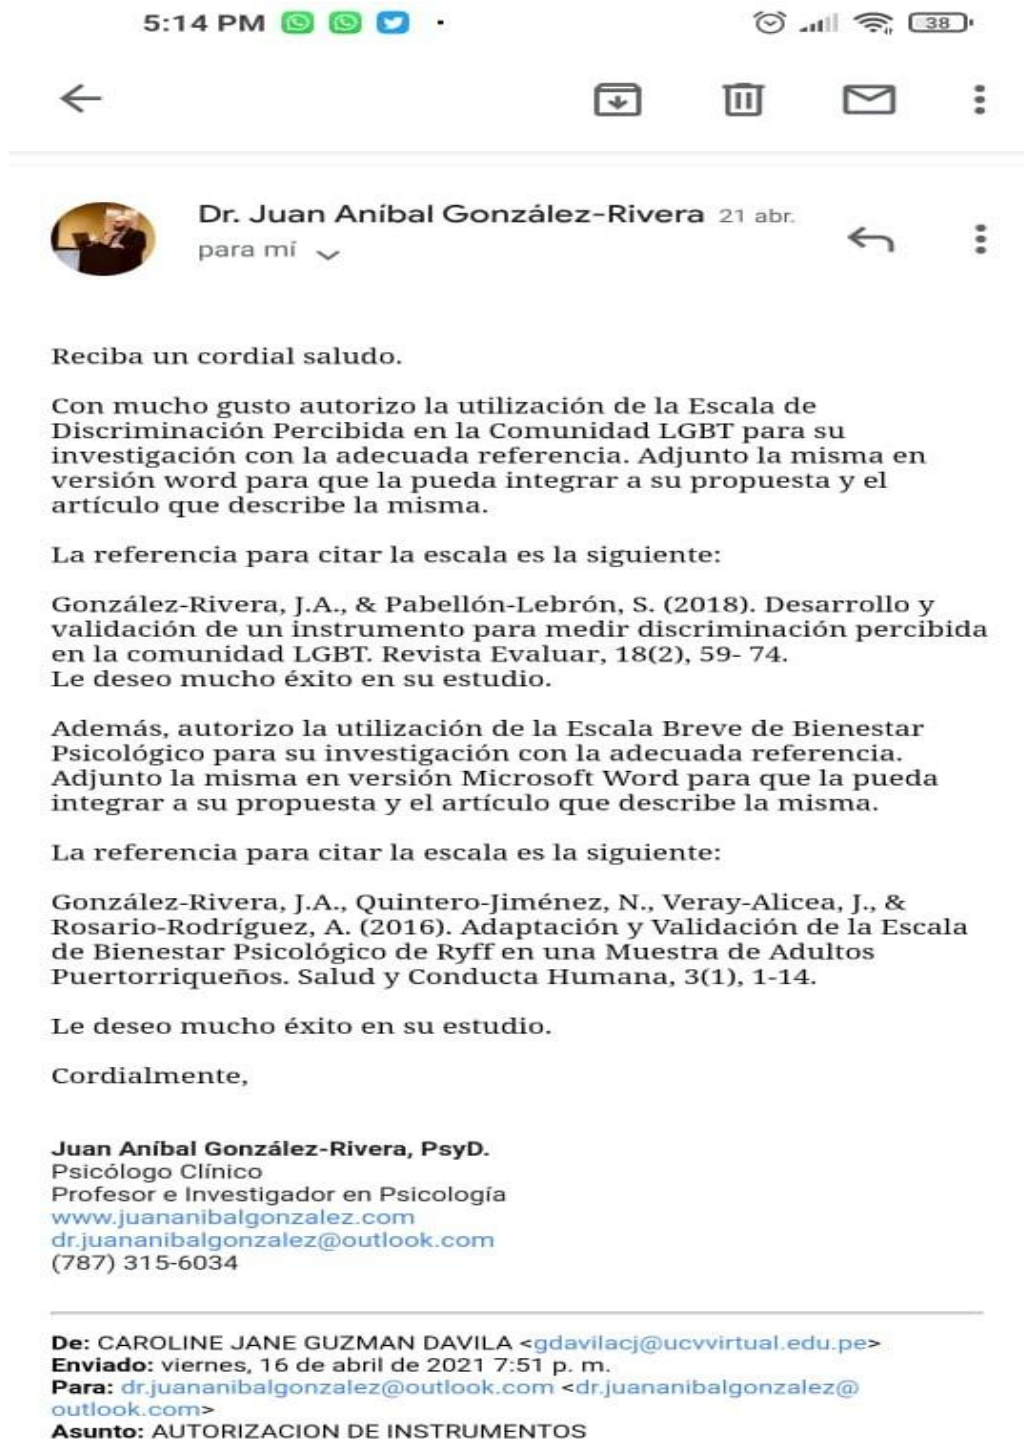 5:14 PM
38
Dr. Juan Aníbal González-Rivera 21 abr.
para mí
Reciba un cordial saludo.
Con mucho gusto autorizo la utilización de la Escala de
Discriminación Percibida en la Comunidad LGBT para su
investigación con la adecuada referencia. Adjunto la misma en
versión word para que la pueda integrar a su propuesta y el
artículo que describe la misma.
La referencia para citar la escala es la siguiente:
González-Rivera, J.A., & Pabellón-Lebrón, S. (2018). Desarrollo y
validación de un instrumento para medir discriminación percibida
en la comunidad LGBT. Revista Evaluar, 18(2), 59- 74.
Le deseo mucho éxito en su estudio.
Además, autorizo la utilización de la Escala Breve de Bienestar
Psicológico para su investigación con la adecuada referencia.
Adjunto la misma en versión Microsoft Word para que la pueda
integrar a su propuesta y el artículo que describe la misma.
La referencia para citar la escala es la siguiente:
González-Rivera, J.A., Quintero-Jiménez, N., Veray-Alicea, J., &
Rosario-Rodríguez, A. (2016). Adaptación y Validación de la Escala
de Bienestar Psicológico de Ryff en una Muestra de Adultos
Puertorriqueños. Salud y Conducta Humana, 3(1), 1-14.
Le deseo mucho éxito en su estudio.
Cordialmente,
Juan Aníbal González-Rivera, PsyD.
Psicólogo Clínico
Profesor e Investigador en Psicología
www.juananibalgonzalez.com
dr.juananibalgonzalez@outlook.com
(787) 315-6034
De: CAROLINE JANE GUZMAN DAVILA <gdavilacj@ucvvirtual.edu.pe>
Enviado: viernes, 16 de abril de 2021 7:51 p. m.
Para: dr.juananibalgonzalez@outlook.com <dr.juananibalgonzalez@
outlook.com>
Asunto: AUTORIZACION DE INSTRUMENTOS